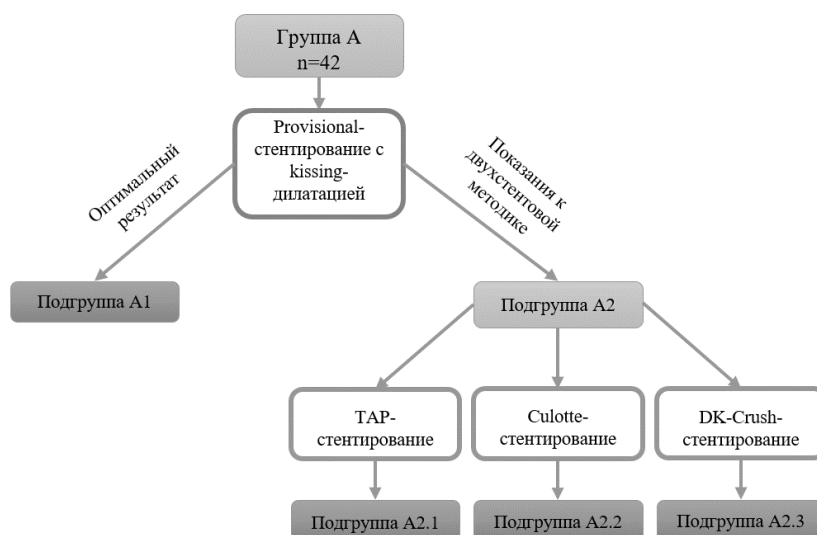 Группа А
n=42
Provisional-
стентирование с
kissing-
дилатацией
Оптимальный
результат
Показания к
двухстентовой
методике
Подгруппа А1
Подгруппа А2
TAP-
стентирование
Culotte-
стентирование
DK-Crush-
стентирование
Подгруппа А2.1
Подгруппа А2.2
Подгруппа А2.3